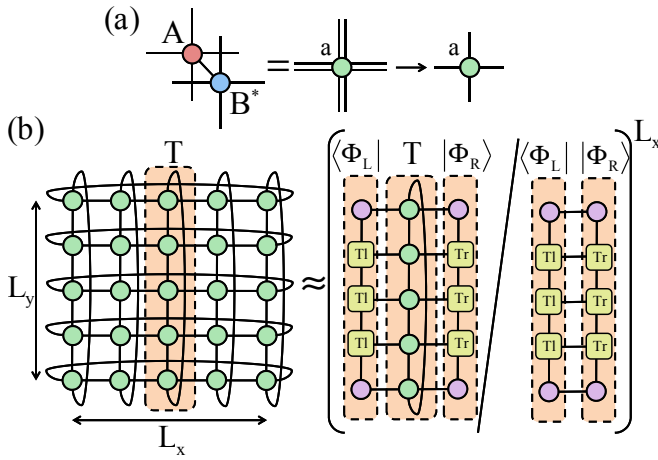 (a)
A
B*
=
a
→
a
(b)
T
L_y
L_x
≈
⟨Φ_L| T |Φ_R⟩
Tl Tr
Tl Tr
Tl Tr
/
⟨Φ_L| |Φ_R⟩
Tl Tr
Tl Tr
Tl Tr
L_x